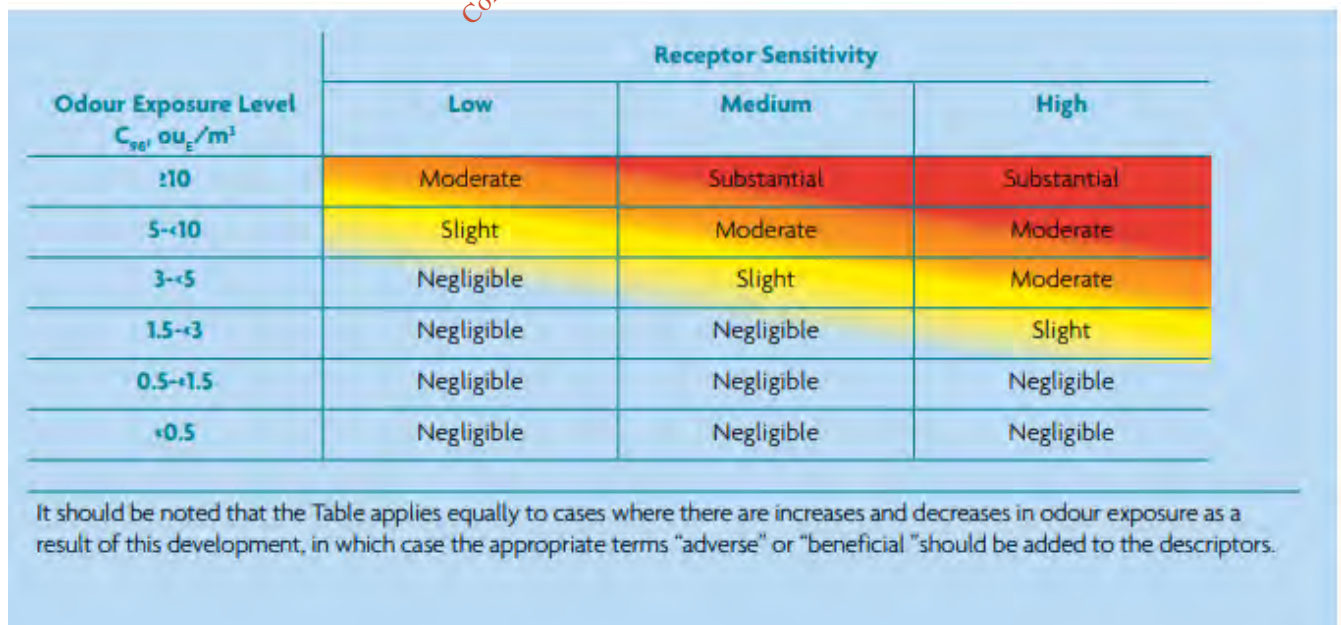 Receptor Sensitivity
Odour Exposure Level Low Medium High
C98, ouE/m³
≥10 Moderate Substantial Substantial
5-<10 Slight Moderate Moderate
3-<5 Negligible Slight Moderate
1.5-<3 Negligible Negligible Slight
0.5-<1.5 Negligible Negligible Negligible
<0.5 Negligible Negligible Negligible
It should be noted that the Table applies equally to cases where there are increases and decreases in odour exposure as a
result of this development, in which case the appropriate terms “adverse” or “beneficial ”should be added to the descriptors.